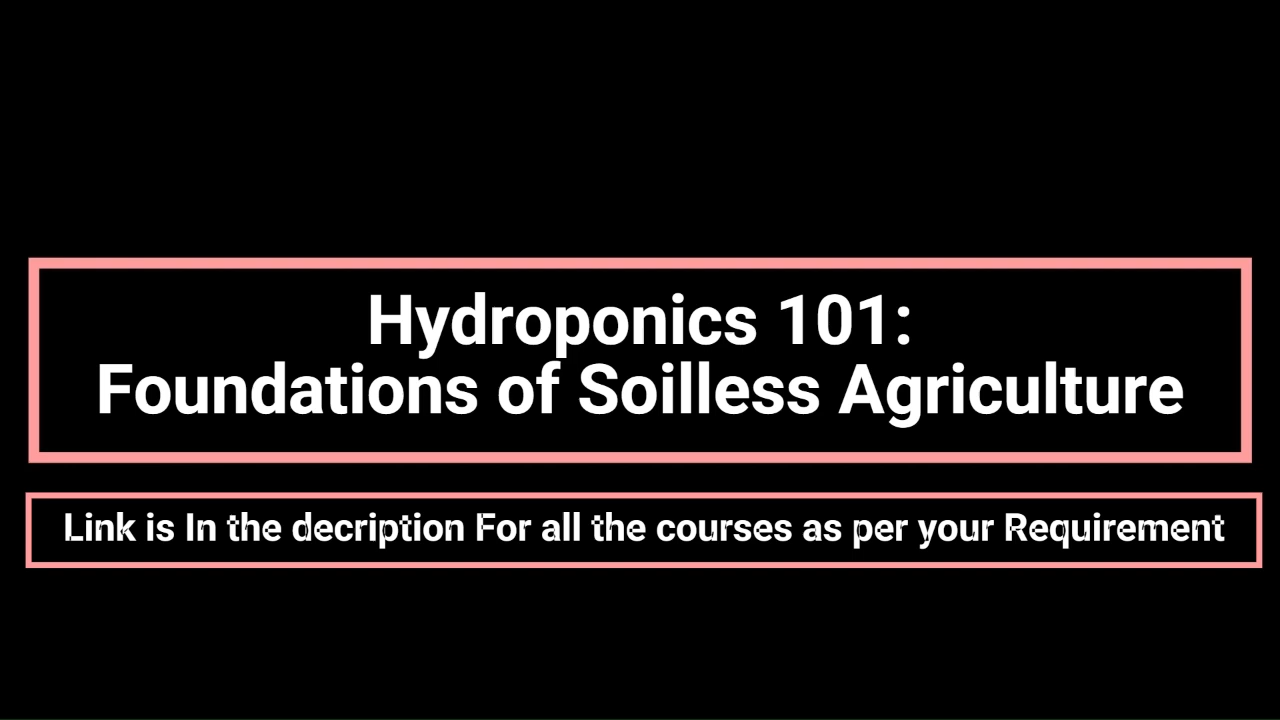 Hydroponics 101:
Foundations of Soilless Agriculture
Link is In the decription For all the courses as per your Requirement